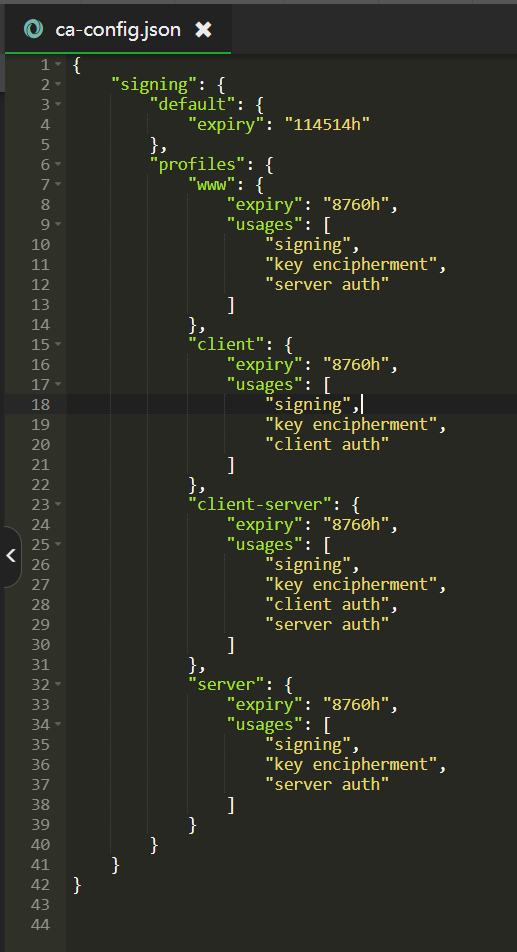 ca-config.json ✖
1 {
2     "signing": {
3         "default": {
4             "expiry": "114514h"
5         },
6         "profiles": {
7             "www": {
8                 "expiry": "8760h",
9                 "usages": [
10                     "signing",
11                     "key encipherment",
12                     "server auth"
13                 ]
14             },
15             "client": {
16                 "expiry": "8760h",
17                 "usages": [
18                     "signing",
19                     "key encipherment",
20                     "client auth"
21                 ]
22             },
23             "client-server": {
24                 "expiry": "8760h",
25                 "usages": [
26                     "signing",
27                     "key encipherment",
28                     "client auth",
29                     "server auth"
30                 ]
31             },
32             "server": {
33                 "expiry": "8760h",
34                 "usages": [
35                     "signing",
36                     "key encipherment",
37                     "server auth"
38                 ]
39             }
40         }
41     }
42 }
43
44